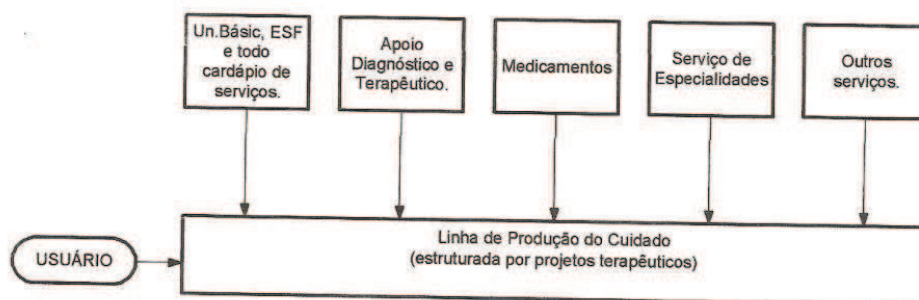 Un.Básic, ESF
e todo
cardápio de
serviços.
Apoio
Diagnóstico e
Terapêutico.
Medicamentos
Serviço de
Especialidades
Outros
serviços.
Linha de Produção do Cuidado
(estruturada por projetos terapêuticos)
USUÁRIO